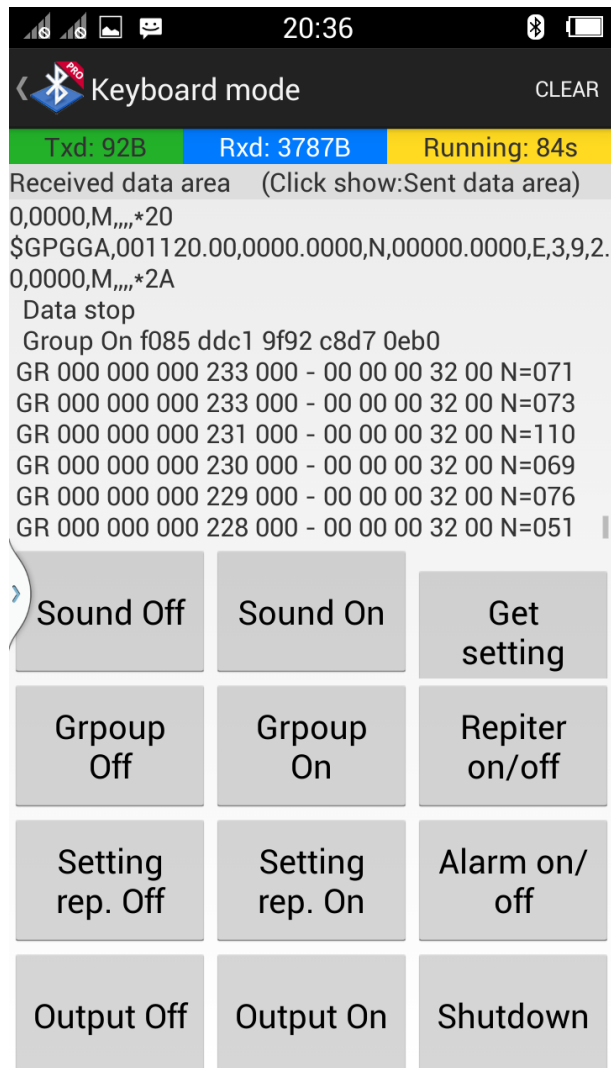 20:36
PRO
Keyboard mode
CLEAR
Txd: 92B Rxd: 3787B Running: 84s
Received data area (Click show:Sent data area)
0,0000,M,,,,*20
$GPGGA,001120.00,0000.0000,N,00000.0000,E,3,9,2.
0,0000,M,,,,*2A
Data stop
Group On f085 ddc1 9f92 c8d7 0eb0
GR 000 000 000 233 000 - 00 00 00 32 00 N=071
GR 000 000 000 233 000 - 00 00 00 32 00 N=073
GR 000 000 000 231 000 - 00 00 00 32 00 N=110
GR 000 000 000 230 000 - 00 00 00 32 00 N=069
GR 000 000 000 229 000 - 00 00 00 32 00 N=076
GR 000 000 000 228 000 - 00 00 00 32 00 N=051
Sound Off
Sound On
Get
setting
Grpoup
Off
Grpoup
On
Repiter
on/off
Setting
rep. Off
Setting
rep. On
Alarm on/
off
Output Off
Output On
Shutdown